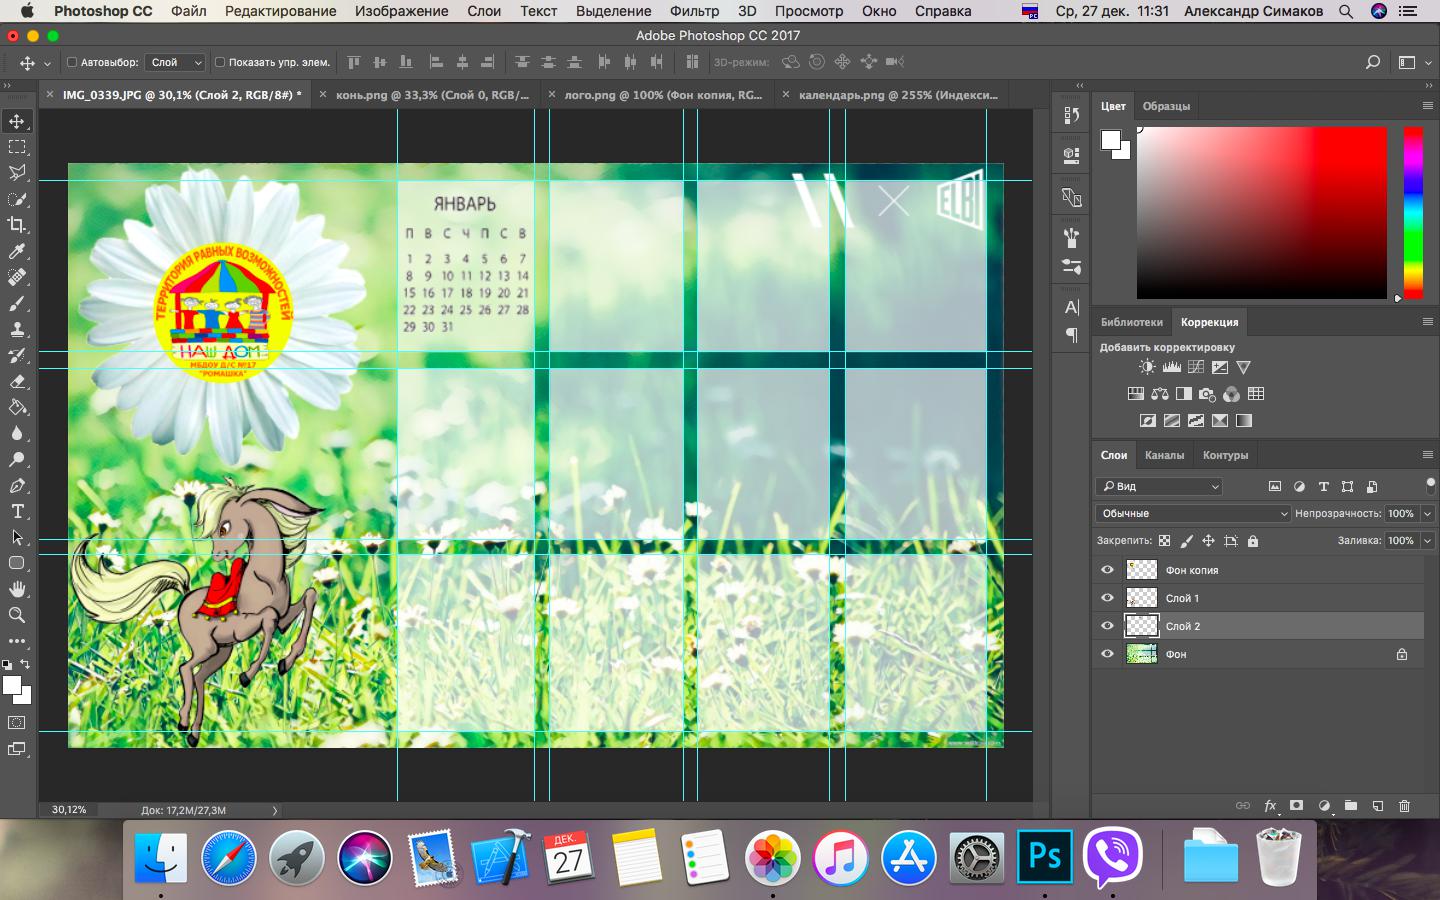 Photoshop CC Файл Редактирование Изображение Слои Текст Выделение Фильтр 3D Просмотр Окно Справка Ср, 27 дек. 11:31 Александр Симаков
Adobe Photoshop CC 2017
Автовыбор: Слой Показать упр. элем. 3D-режим:
IMG_0339.JPG @ 30,1% (Слой 2, RGB/8#) * конь.png @ 33,3% (Слой 0, RGB/... лого.png @ 100% (Фон копия, RG... календарь.png @ 255% (Индекси...
Цвет Образцы
ELBI
ТЕРРИТОРИЯ РАВНЫХ ВОЗМОЖНОСТЕЙ
НАШ ДОМ
МБДОУ Д/С №17
"РОМАШКА"
ЯНВАРЬ
П В С Ч П С В
1 2 3 4 5 6 7
8 9 10 11 12 13 14
15 16 17 18 19 20 21
22 23 24 25 26 27 28
29 30 31
Библиотеки Коррекция
Добавить корректировку
Слои Каналы Контуры
Вид
Обычные Непрозрачность: 100%
Закрепить: Заливка: 100%
Фон копия
Слой 1
Слой 2
Фон
30,12% Док: 17,2M/27,3M
ДЕК.
27
Ps